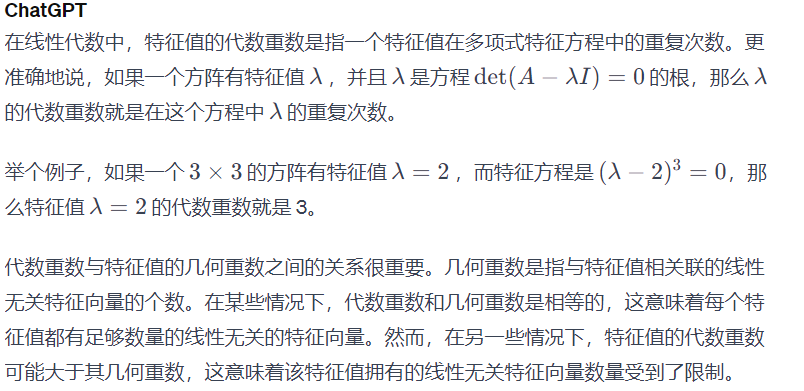 ChatGPT
在线性代数中，特征值的代数重数是指一个特征值在多项式特征方程中的重复次数。更
准确地说，如果一个方阵有特征值 λ ，并且 λ 是方程 det(A − λI) = 0 的根，那么 λ
的代数重数就是在这个方程中 λ 的重复次数。
举个例子，如果一个 3 × 3 的方阵有特征值 λ = 2 ，而特征方程是 (λ − 2)³ = 0，那
么特征值 λ = 2 的代数重数就是 3。
代数重数与特征值的几何重数之间的关系很重要。几何重数是指与特征值相关联的线性
无关特征向量的个数。在某些情况下，代数重数和几何重数是相等的，这意味着每个特
征值都有足够数量的线性无关的特征向量。然而，在另一些情况下，特征值的代数重数
可能大于其几何重数，这意味着该特征值拥有的线性无关特征向量数量受到了限制。